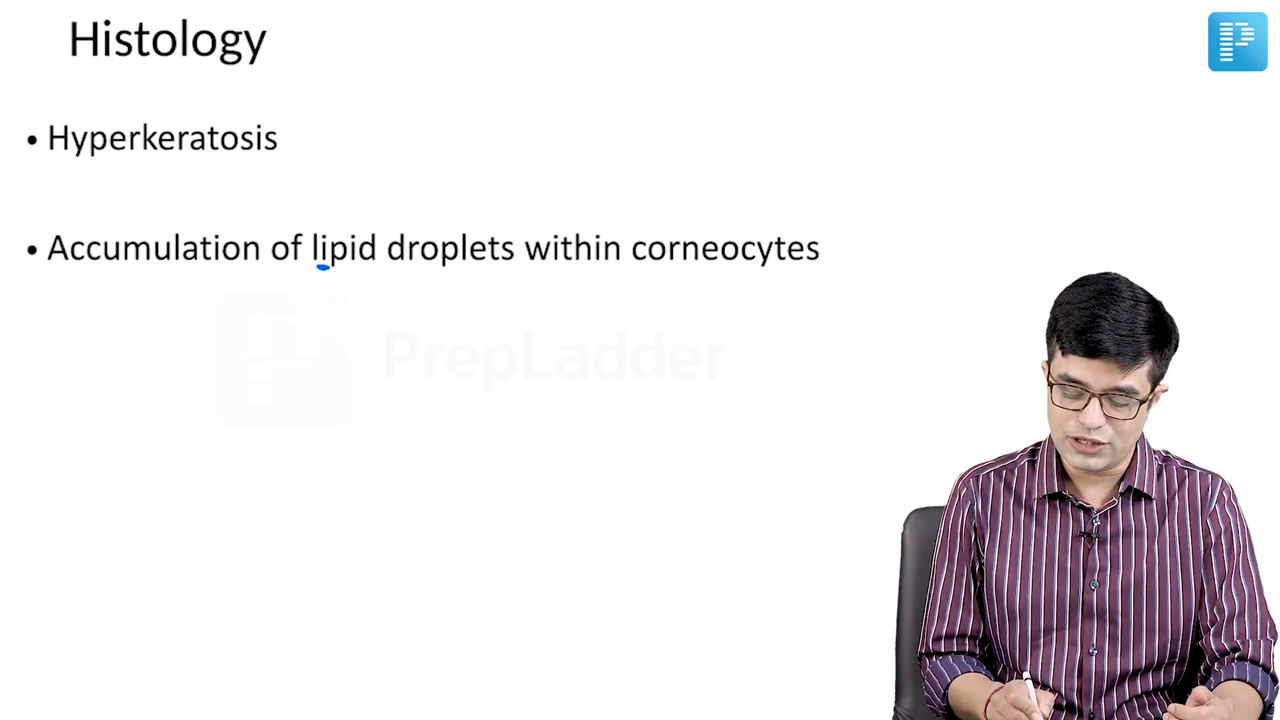 Histology
• Hyperkeratosis
• Accumulation of lipid droplets within corneocytes
PrepLadder